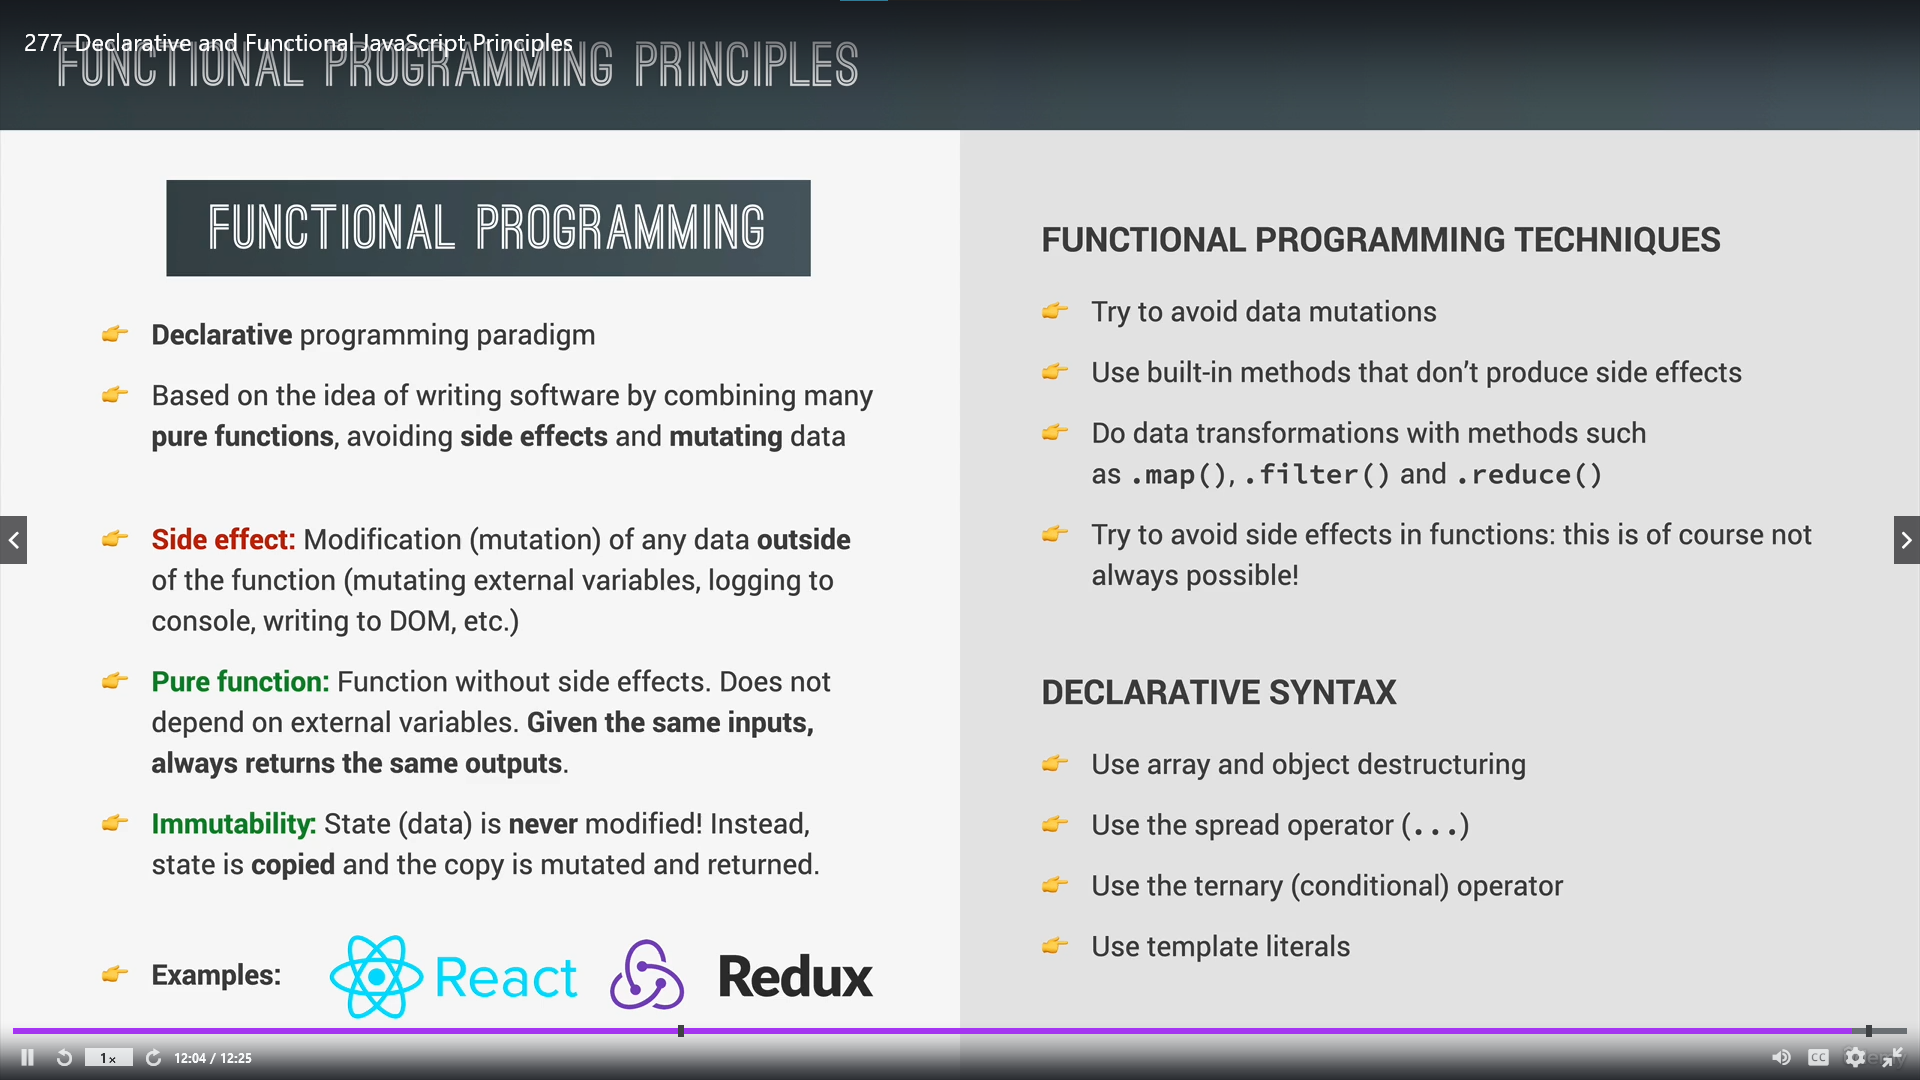 277. Declarative and Functional JavaScript Principles
FUNCTIONAL PROGRAMMING PRINCIPLES
FUNCTIONAL PROGRAMMING
Declarative programming paradigm
Based on the idea of writing software by combining many
pure functions, avoiding side effects and mutating data
Side effect: Modification (mutation) of any data outside
of the function (mutating external variables, logging to
console, writing to DOM, etc.)
Pure function: Function without side effects. Does not
depend on external variables. Given the same inputs,
always returns the same outputs.
Immutability: State (data) is never modified! Instead,
state is copied and the copy is mutated and returned.
Examples:
React
Redux
FUNCTIONAL PROGRAMMING TECHNIQUES
Try to avoid data mutations
Use built-in methods that don’t produce side effects
Do data transformations with methods such
as .map(), .filter() and .reduce()
Try to avoid side effects in functions: this is of course not
always possible!
DECLARATIVE SYNTAX
Use array and object destructuring
Use the spread operator (...)
Use the ternary (conditional) operator
Use template literals
1x
12:04 / 12:25
CC